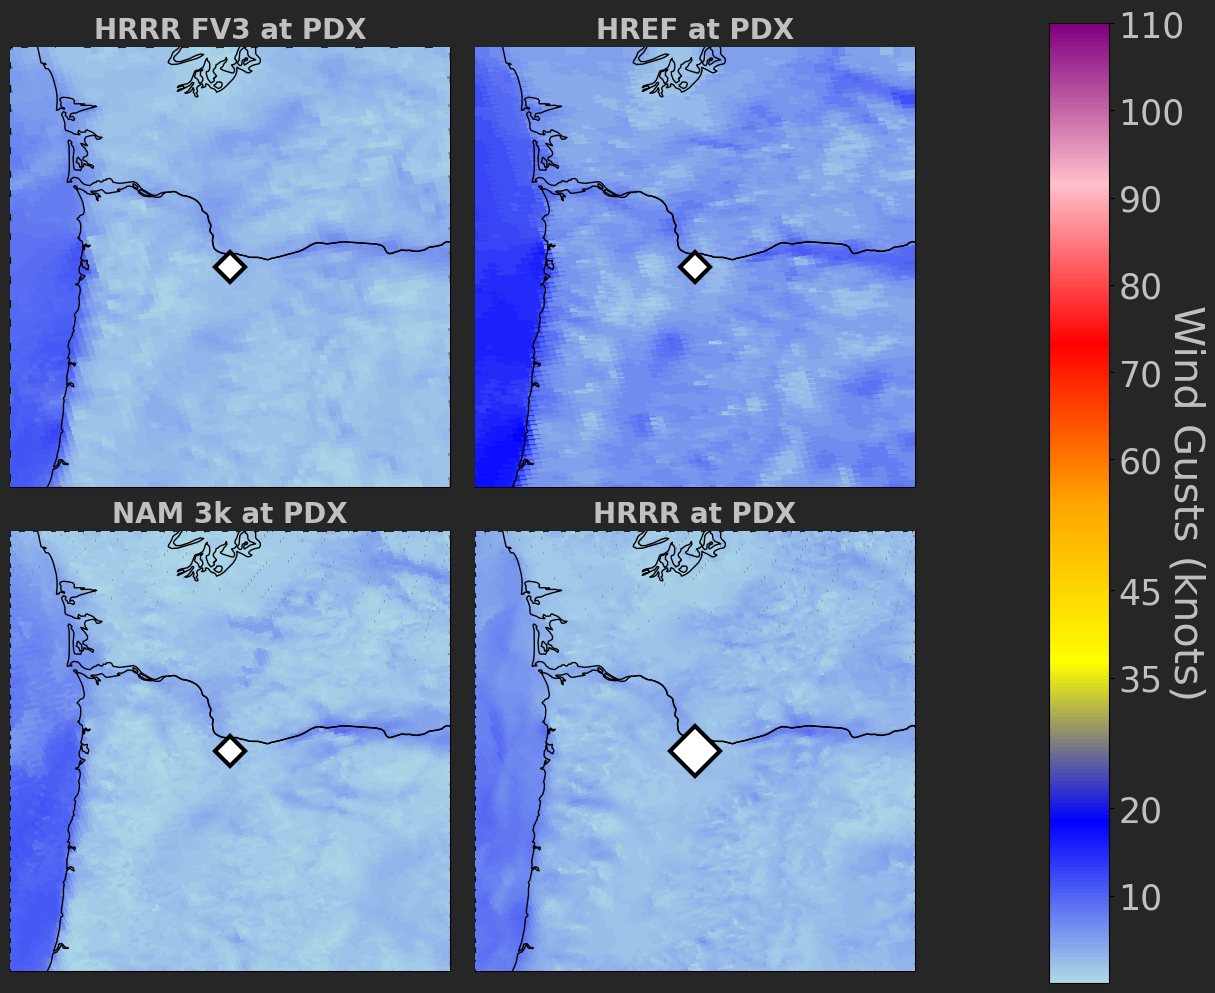 HRRR FV3 at PDX
HREF at PDX
NAM 3k at PDX
HRRR at PDX
110
100
90
80
70
60
45
35
20
10
Wind Gusts (knots)